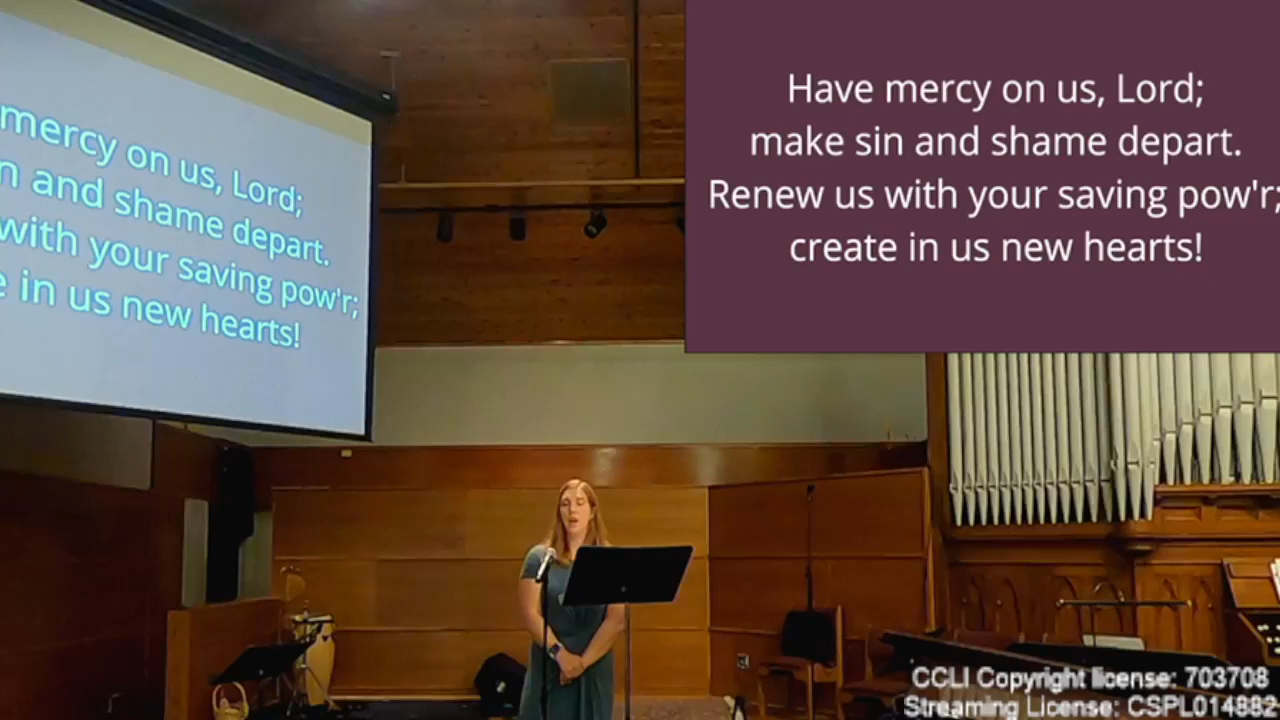 mercy on us, Lord;
and shame depart.
with your saving pow'r;
in us new hearts!
Have mercy on us, Lord;
make sin and shame depart.
Renew us with your saving pow'r;
create in us new hearts!
CCLI Copyright license: 703708
Streaming License: CSPL014882